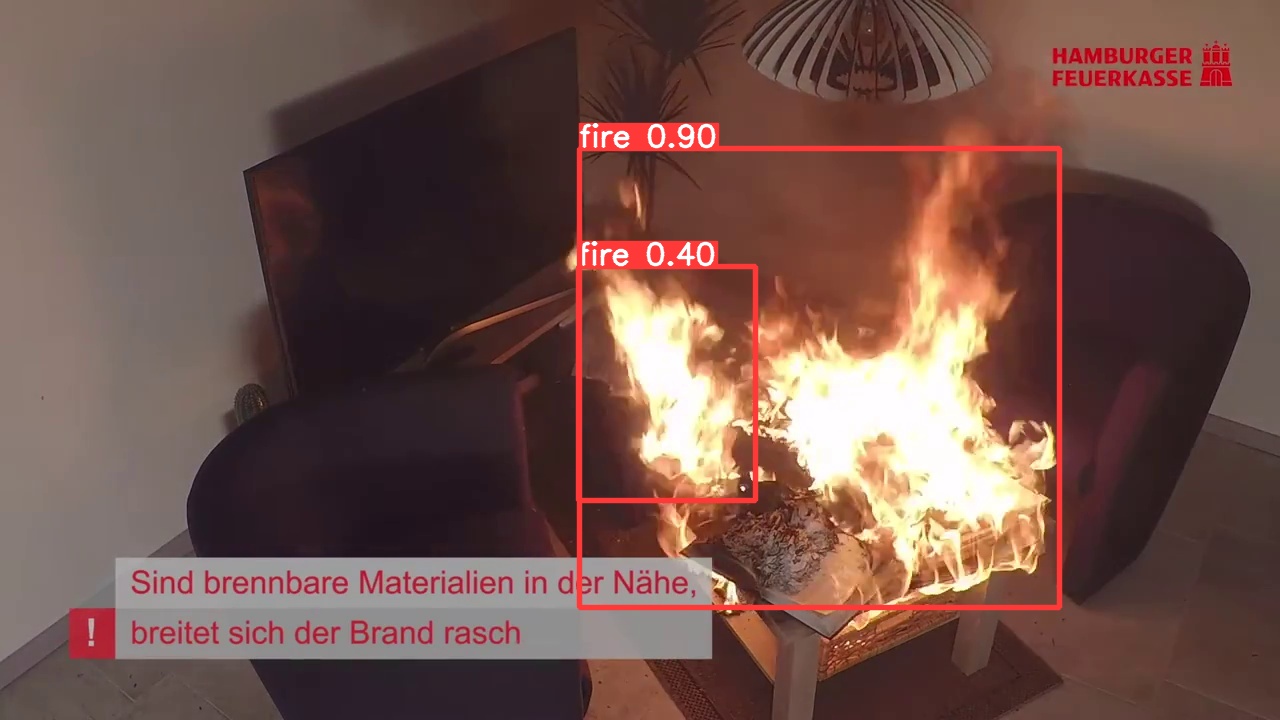 HAMBURGER
FEUERKASSE
fire 0.90
fire 0.40
Sind brennbare Materialien in der Nähe,
! breitet sich der Brand rasch